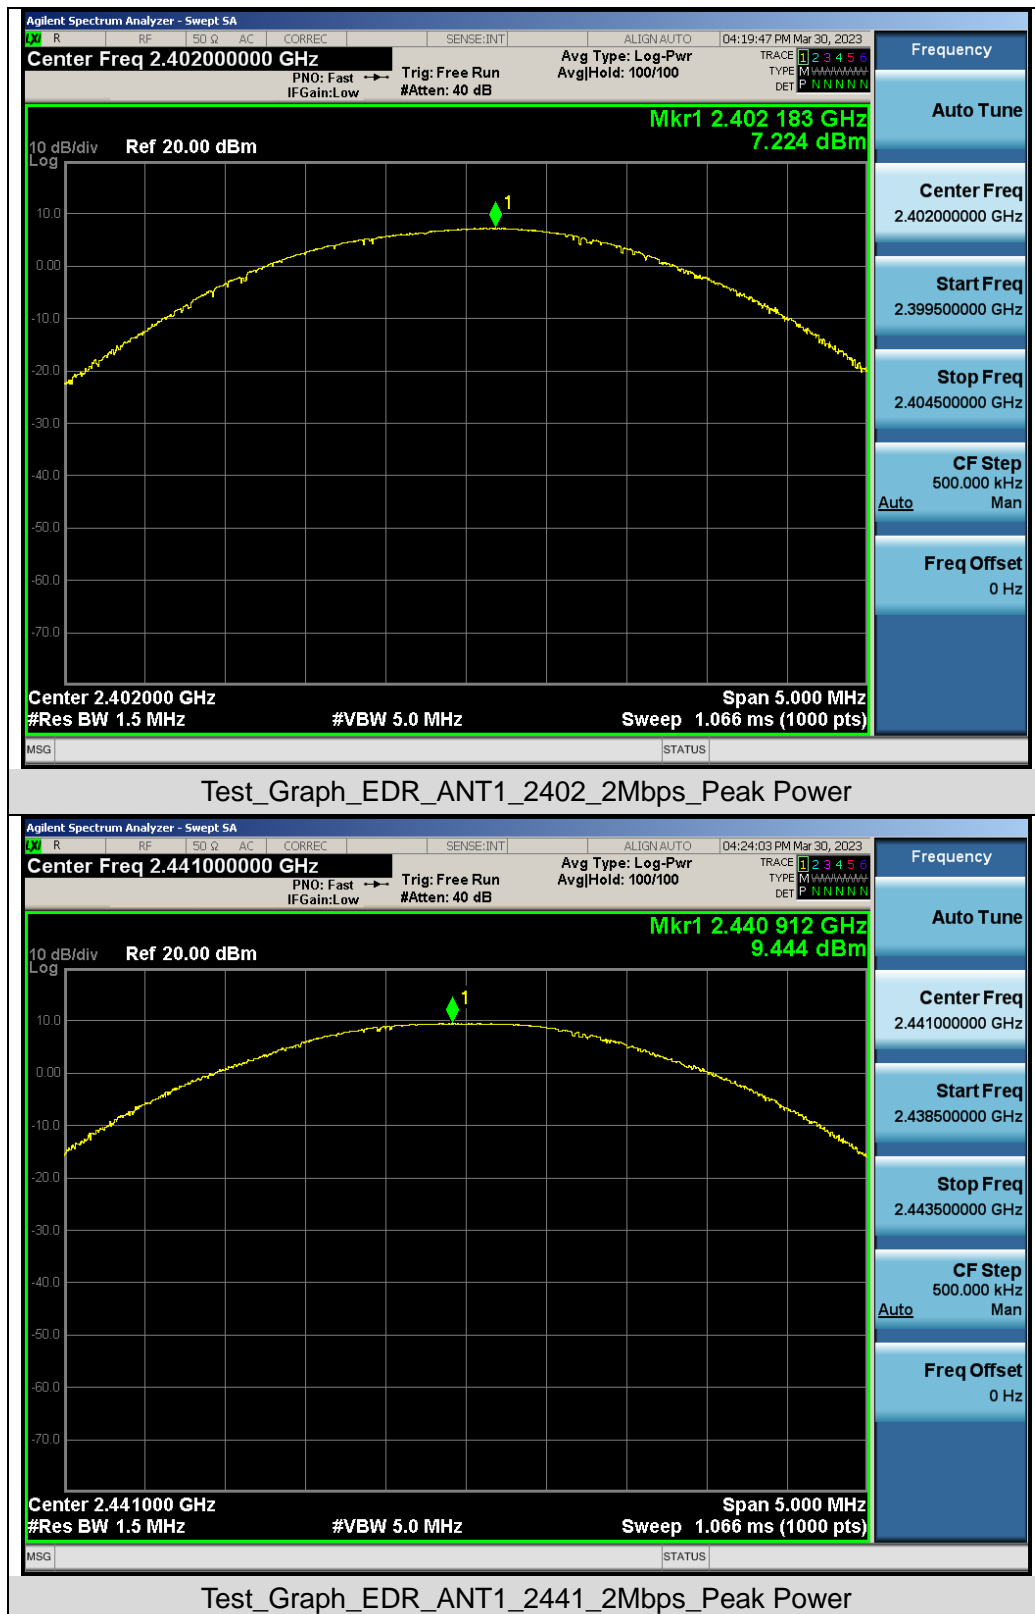 Agilent Spectrum Analyzer - Swept SA
LXI R RF 50 Ω AC CORREC SENSE:INT ALIGN AUTO 04:19:47 PM Mar 30, 2023
Center Freq 2.402000000 GHz
PNO: Fast
IFGain:Low
Trig: Free Run
#Atten: 40 dB
Avg Type: Log-Pwr
Avg|Hold: 100/100
TRACE 1 2 3 4 5 6
TYPE M
DET P N N N N N
Mkr1 2.402 183 GHz
7.224 dBm
10 dB/div Ref 20.00 dBm
Log
1
10.0
0.00
-10.0
-20.0
-30.0
-40.0
-50.0
-60.0
-70.0
Center 2.402000 GHz Span 5.000 MHz
#Res BW 1.5 MHz #VBW 5.0 MHz Sweep 1.066 ms (1000 pts)
MSG STATUS
Frequency
Auto Tune
Center Freq
2.402000000 GHz
Start Freq
2.399500000 GHz
Stop Freq
2.404500000 GHz
CF Step
500.000 kHz
Auto Man
Freq Offset
0 Hz
Test_Graph_EDR_ANT1_2402_2Mbps_Peak Power
Agilent Spectrum Analyzer - Swept SA
LXI R RF 50 Ω AC CORREC SENSE:INT ALIGN AUTO 04:24:03 PM Mar 30, 2023
Center Freq 2.441000000 GHz
PNO: Fast
IFGain:Low
Trig: Free Run
#Atten: 40 dB
Avg Type: Log-Pwr
Avg|Hold: 100/100
TRACE 1 2 3 4 5 6
TYPE M
DET P N N N N N
Mkr1 2.440 912 GHz
9.444 dBm
10 dB/div Ref 20.00 dBm
Log
1
10.0
0.00
-10.0
-20.0
-30.0
-40.0
-50.0
-60.0
-70.0
Center 2.441000 GHz Span 5.000 MHz
#Res BW 1.5 MHz #VBW 5.0 MHz Sweep 1.066 ms (1000 pts)
MSG STATUS
Frequency
Auto Tune
Center Freq
2.441000000 GHz
Start Freq
2.438500000 GHz
Stop Freq
2.443500000 GHz
CF Step
500.000 kHz
Auto Man
Freq Offset
0 Hz
Test_Graph_EDR_ANT1_2441_2Mbps_Peak Power